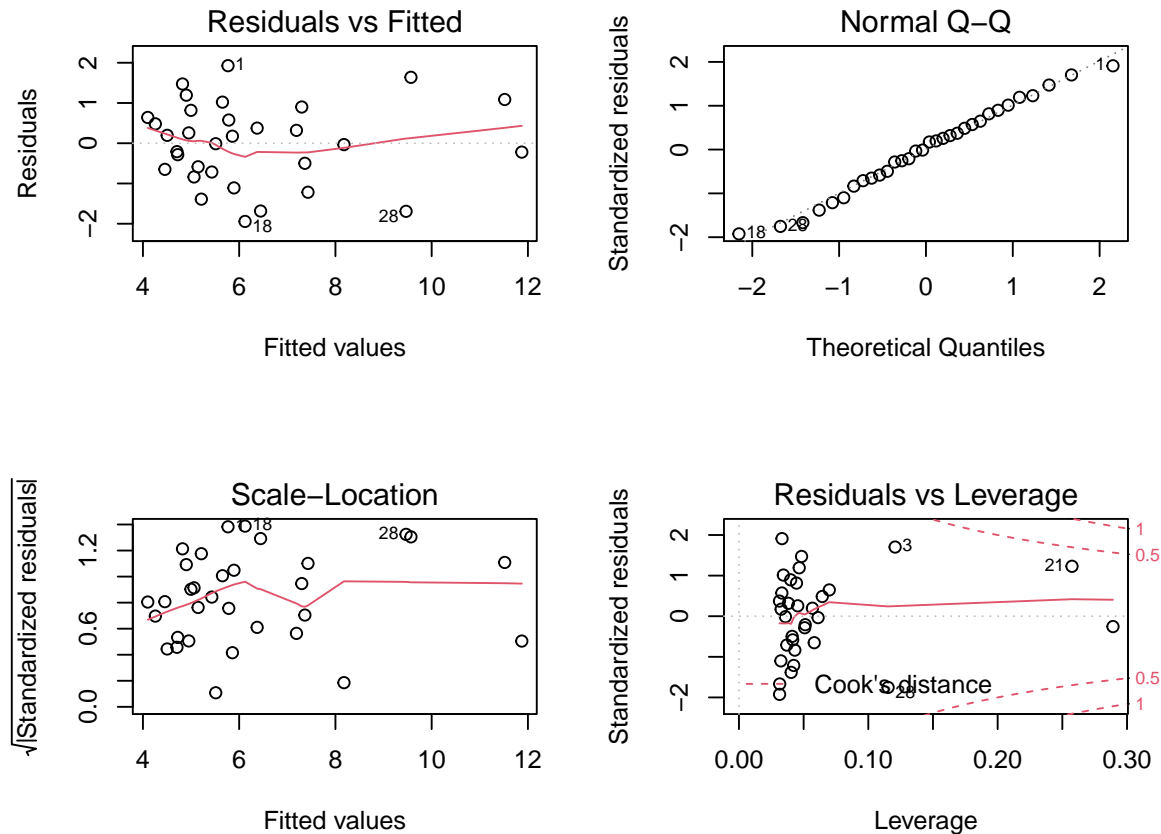 Residuals vs Fitted
Residuals
2
1
0
−2
1
18
28
4 6 8 10 12
Fitted values
Normal Q−Q
Standardized residuals
2
1
0
−2
1
18
28
−2 −1 0 1 2
Theoretical Quantiles
Scale−Location
√|Standardized residuals|
1.2
0.6
0.0
18
28
4 6 8 10 12
Fitted values
Residuals vs Leverage
Standardized residuals
2
1
0
−2
3
21
28
1
0.5
0.5
1
Cook's distance
0.00 0.10 0.20 0.30
Leverage